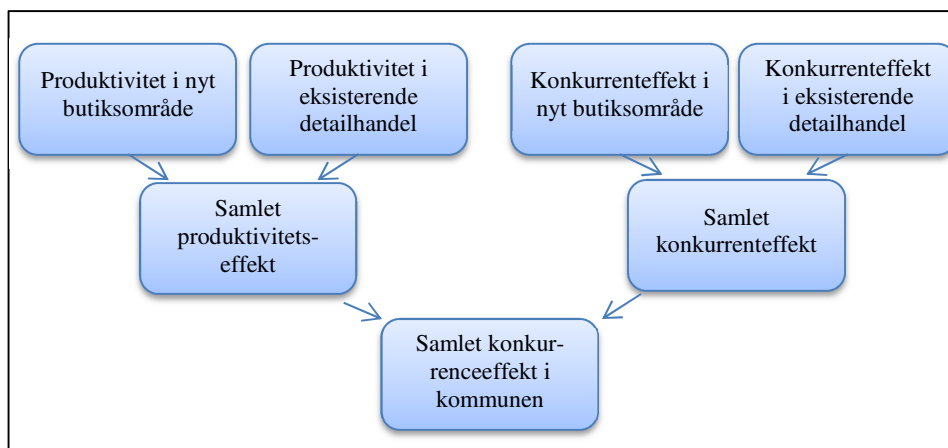 Produktivitet i nyt
butiksområde
Produktivitet i
eksisterende
detailhandel
Konkurrenteffekt i
nyt butiksområde
Konkurrenteffekt
i eksisterende
detailhandel
Samlet
produktivitets-
effekt
Samlet
konkurrenteffekt
Samlet konkur-
renceeffekt i
kommunen